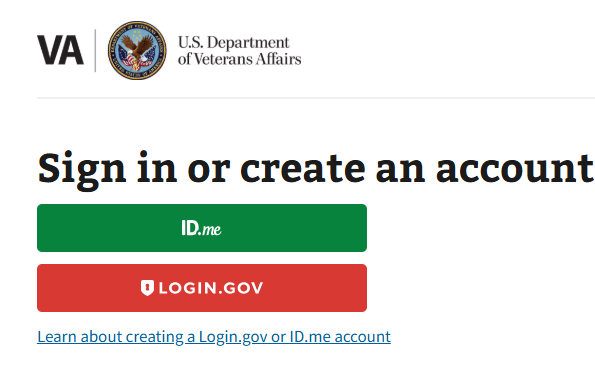 VA
U.S. Department
of Veterans Affairs
Sign in or create an account
ID.me
LOGIN.GOV
Learn about creating a Login.gov or ID.me account